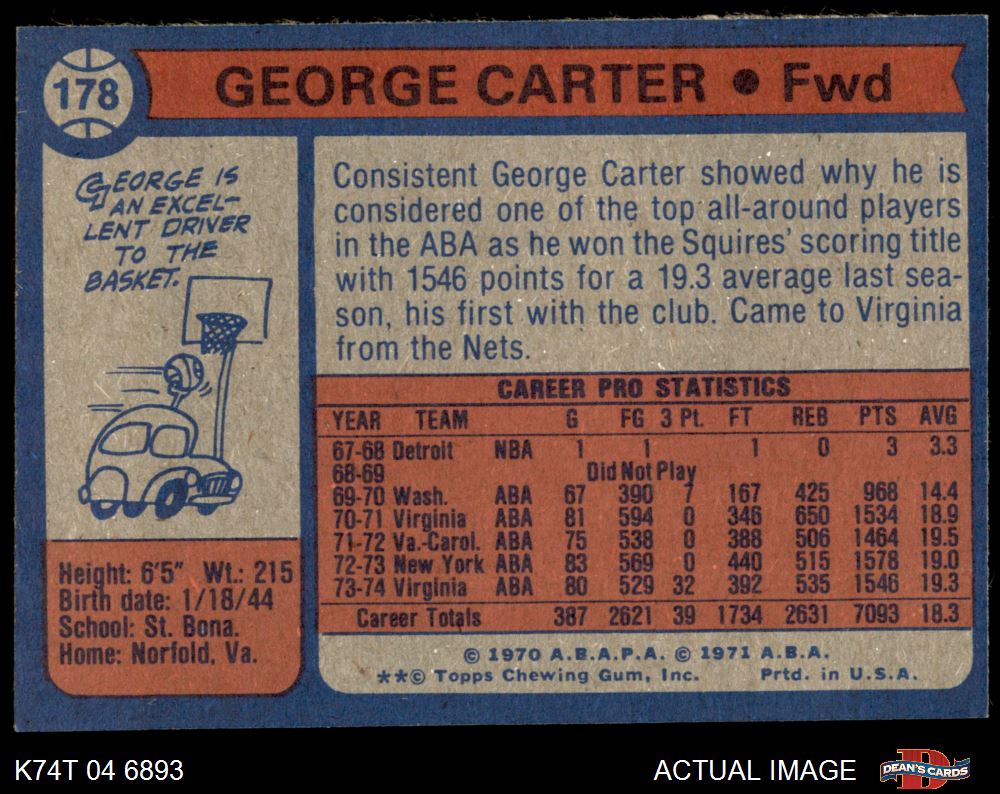 178
GEORGE CARTER • Fwd
GEORGE IS
AN EXCEL-
LENT DRIVER
TO THE
BASKET.
Consistent George Carter showed why he is
considered one of the top all-around players
in the ABA as he won the Squires' scoring title
with 1546 points for a 19.3 average last sea-
son, his first with the club. Came to Virginia
from the Nets.
CAREER PRO STATISTICS
YEAR TEAM G FG 3 Pt. FT REB PTS AVG
67-68 Detroit NBA 1 1 1 0 3 3.3
68-69 Did Not Play
69-70 Wash. ABA 67 390 7 167 425 968 14.4
70-71 Virginia ABA 81 594 0 346 650 1534 18.9
71-72 Va.-Carol. ABA 75 538 0 388 506 1464 19.5
72-73 New York ABA 83 569 0 440 515 1578 19.0
73-74 Virginia ABA 80 529 32 392 535 1546 19.3
Career Totals 387 2621 39 1734 2631 7093 18.3
Height: 6'5" Wt.: 215
Birth date: 1/18/44
School: St. Bona.
Home: Norfold, Va.
© 1970 A.B.A.P.A. © 1971 A.B.A.
**© Topps Chewing Gum, Inc. Prtd. in U.S.A.
K74T 04 6893
ACTUAL IMAGE
D
DEAN'S CARDS